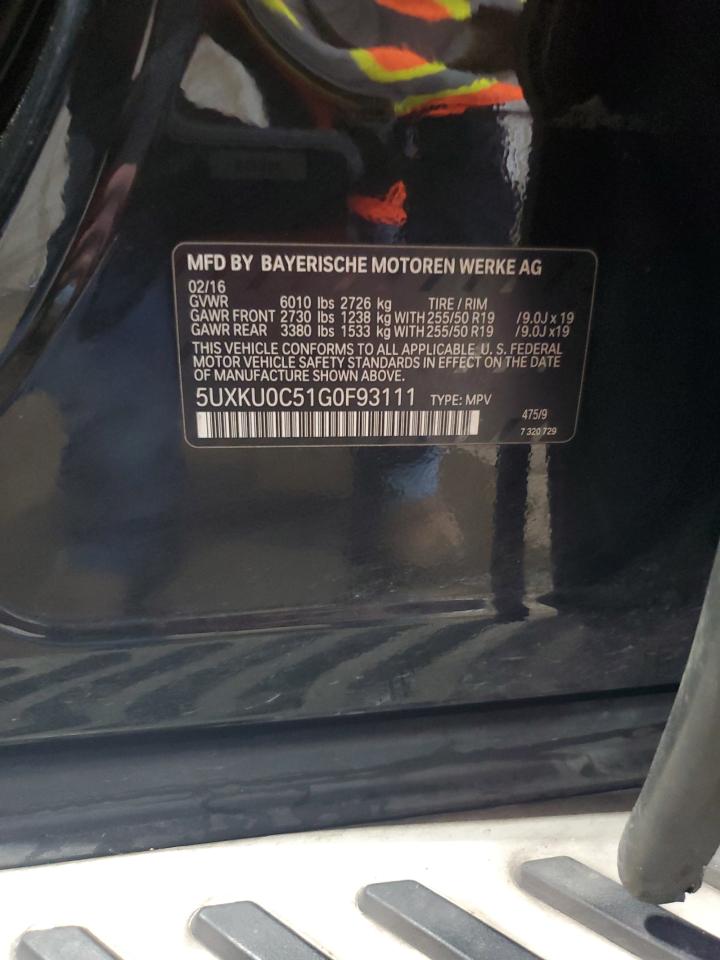 MFD BY BAYERISCHE MOTOREN WERKE AG
02/16
GVWR 6010 lbs 2726 kg TIRE / RIM
GAWR FRONT 2730 lbs 1238 kg WITH 255/50 R19 /9.0J x 19
GAWR REAR 3380 lbs 1533 kg WITH 255/50 R19 /9.0J x19
THIS VEHICLE CONFORMS TO ALL APPLICABLE U. S. FEDERAL
MOTOR VEHICLE SAFETY STANDARDS IN EFFECT ON THE DATE
OF MANUFACTURE SHOWN ABOVE.
5UXKU0C51G0F93111 TYPE: MPV
475/9
7 320 729